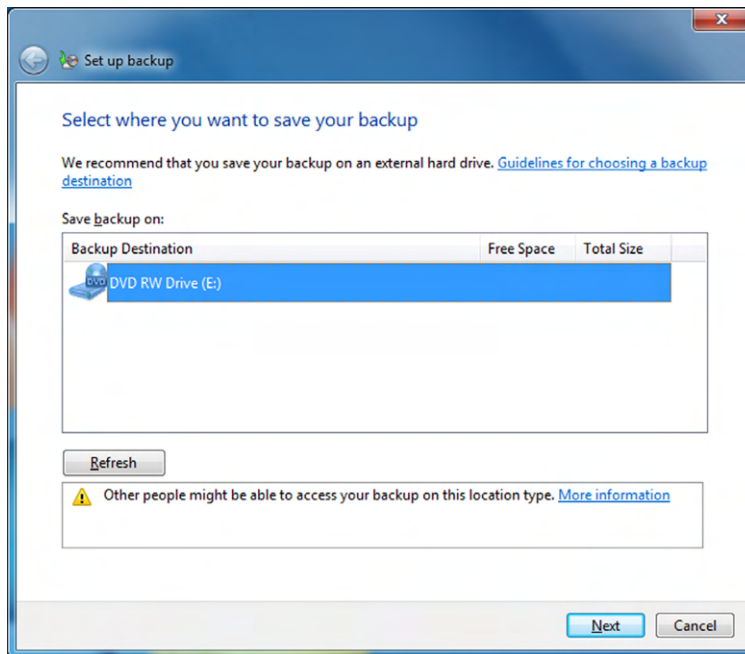 Set up backup
Select where you want to save your backup
We recommend that you save your backup on an external hard drive. Guidelines for choosing a backup
destination
Save backup on:
Backup Destination Free Space Total Size
DVD
DVD RW Drive (E:)
Refresh
Other people might be able to access your backup on this location type. More information
Next Cancel